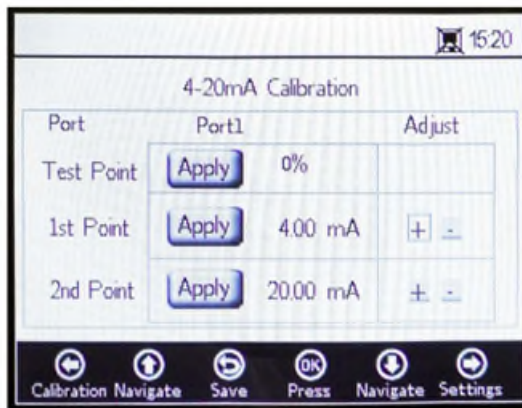 15:20
4-20mA Calibration
Port Port1 Adjust
Test Point Apply 0%
1st Point Apply 4.00 mA + -
2nd Point Apply 20.00 mA + -
OK
Calibration Navigate Save Press Navigate Settings